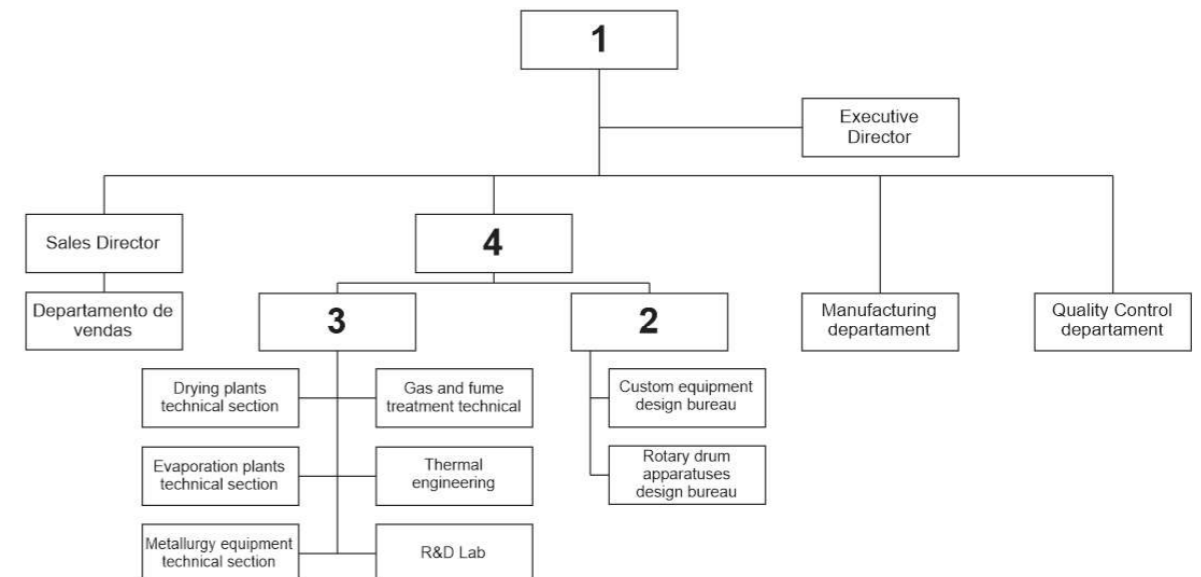 1
Executive
Director
Sales Director
4
Departamento de
vendas
3
2
Manufacturing
departament
Quality Control
departament
Drying plants
technical section
Gas and fume
treatment technical
Custom equipment
design bureau
Evaporation plants
technical section
Thermal
engineering
Rotary drum
apparatuses
design bureau
Metallurgy equipment
technical section
R&D Lab